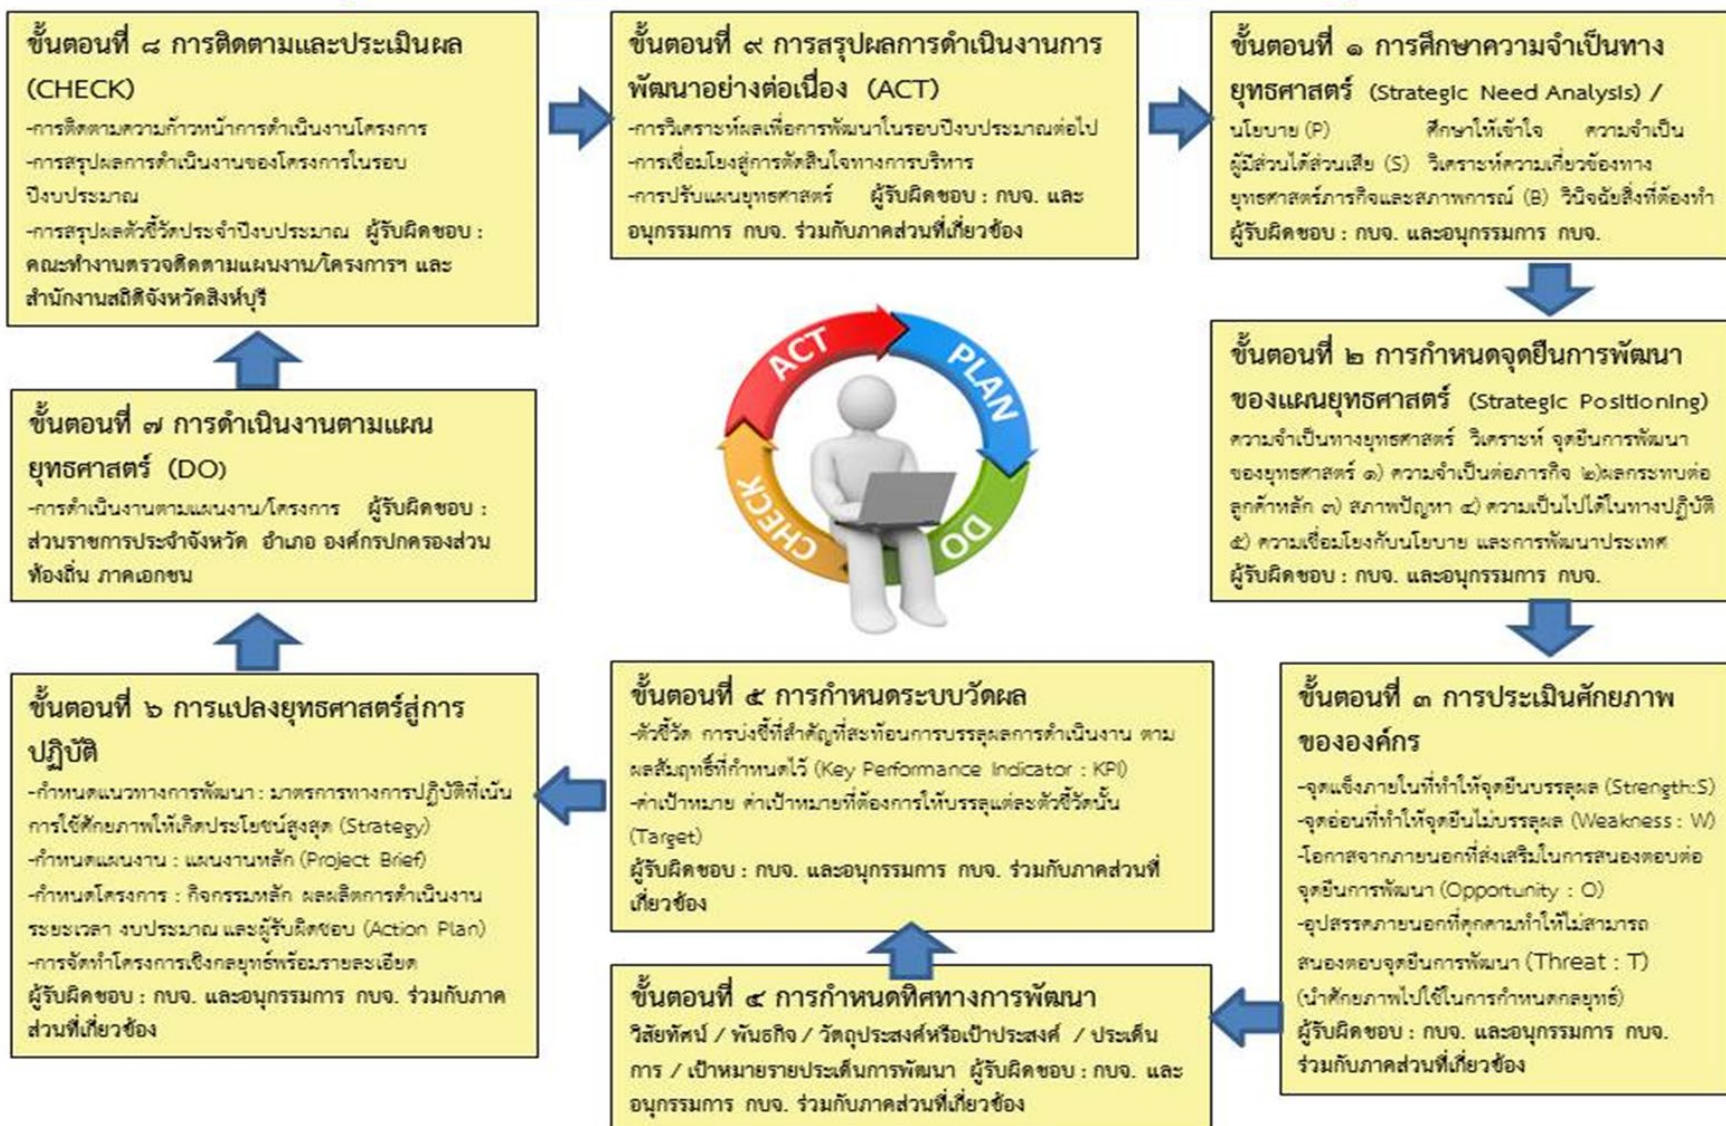 ขั้นตอนที่ ๘ การติดตามและประเมินผล
(CHECK)
-การติดตามความก้าวหน้าการดำเนินงานโครงการ
-การสรุปผลการดำเนินงานของโครงการในรอบ
ปีงบประมาณ
-การสรุปผลตัวชี้วัดประจำปีงบประมาณ ผู้รับผิดชอบ :
คณะทำงานตรวจติดตามแผนงาน/โครงการฯ และ
สำนักงานสถิติจังหวัดสิงห์บุรี
ขั้นตอนที่ ๙ การสรุปผลการดำเนินงานการ
พัฒนาอย่างต่อเนื่อง (ACT)
-การวิเคราะห์ผลเพื่อการพัฒนาในรอบปีงบประมาณต่อไป
-การเชื่อมโยงสู่การตัดสินใจทางการบริหาร
-การปรับแผนยุทธศาสตร์ ผู้รับผิดชอบ : กบจ. และ
อนุกรรมการ กบจ. ร่วมกับภาคส่วนที่เกี่ยวข้อง
ขั้นตอนที่ ๑ การศึกษาความจำเป็นทาง
ยุทธศาสตร์ (Strategic Need Analysis) /
นโยบาย (P) ศึกษาให้เข้าใจ ความจำเป็น
ผู้มีส่วนได้ส่วนเสีย (S) วิเคราะห์ความเกี่ยวข้องทาง
ยุทธศาสตร์ภารกิจและสภาพการณ์ (B) วินิจฉัยสิ่งที่ต้องทำ
ผู้รับผิดชอบ : กบจ. และอนุกรรมการ กบจ.
ขั้นตอนที่ ๒ การกำหนดจุดยืนการพัฒนา
ของแผนยุทธศาสตร์ (Strategic Positioning)
ความจำเป็นทางยุทธศาสตร์ วิเคราะห์ จุดยืนการพัฒนา
ของยุทธศาสตร์ ๑) ความจำเป็นต่อภารกิจ ๒)ผลกระทบต่อ
ลูกค้าหลัก ๓) สภาพปัญหา ๔) ความเป็นไปได้ในทางปฏิบัติ
๕) ความเชื่อมโยงกับนโยบาย และการพัฒนาประเทศ
ผู้รับผิดชอบ : กบจ. และอนุกรรมการ กบจ.
ACT
PLAN
DO
CHECK
ขั้นตอนที่ ๗ การดำเนินงานตามแผน
ยุทธศาสตร์ (DO)
-การดำเนินงานตามแผนงาน/โครงการ ผู้รับผิดชอบ :
ส่วนราชการประจำจังหวัด อำเภอ องค์กรปกครองส่วน
ท้องถิ่น ภาคเอกชน
ขั้นตอนที่ ๖ การแปลงยุทธศาสตร์สู่การ
ปฏิบัติ
-กำหนดแนวทางการพัฒนา : มาตรการทางการปฏิบัติที่เน้น
การใช้ศักยภาพให้เกิดประโยชน์สูงสุด (Strategy)
-กำหนดแผนงาน : แผนงานหลัก (Project Brief)
-กำหนดโครงการ : กิจกรรมหลัก ผลผลิตการดำเนินงาน
ระยะเวลา งบประมาณ และผู้รับผิดชอบ (Action Plan)
-การจัดทำโครงการเชิงกลยุทธ์พร้อมรายละเอียด
ผู้รับผิดชอบ : กบจ. และอนุกรรมการ กบจ. ร่วมกับภาค
ส่วนที่เกี่ยวข้อง
ขั้นตอนที่ ๕ การกำหนดระบบวัดผล
-ตัวชี้วัด การบ่งชี้ที่สำคัญที่สะท้อนการบรรลุผลการดำเนินงาน ตาม
ผลสัมฤทธิ์ที่กำหนดไว้ (Key Performance Indicator : KPI)
-ค่าเป้าหมาย ค่าเป้าหมายที่ต้องการให้บรรลุแต่ละตัวชี้วัดนั้น
(Target)
ผู้รับผิดชอบ : กบจ. และอนุกรรมการ กบจ. ร่วมกับภาคส่วนที่
เกี่ยวข้อง
ขั้นตอนที่ ๓ การประเมินศักยภาพ
ขององค์กร
-จุดแข็งภายในที่ทำให้จุดยืนบรรลุผล (Strength:S)
-จุดอ่อนที่ทำให้จุดยืนไม่บรรลุผล (Weakness : W)
-โอกาสจากภายนอกที่ส่งเสริมในการสนองตอบต่อ
จุดยืนการพัฒนา (Opportunity : O)
-อุปสรรคภายนอกที่คุกคามทำให้ไม่สามารถ
สนองตอบจุดยืนการพัฒนา (Threat : T)
(นำศักยภาพไปใช้ในการกำหนดกลยุทธ์)
ผู้รับผิดชอบ : กบจ. และอนุกรรมการ กบจ.
ร่วมกับภาคส่วนที่เกี่ยวข้อง
ขั้นตอนที่ ๔ การกำหนดทิศทางการพัฒนา
วิสัยทัศน์ / พันธกิจ / วัตถุประสงค์หรือเป้าประสงค์ / ประเด็น
การ / เป้าหมายรายประเด็นการพัฒนา ผู้รับผิดชอบ : กบจ. และ
อนุกรรมการ กบจ. ร่วมกับภาคส่วนที่เกี่ยวข้อง